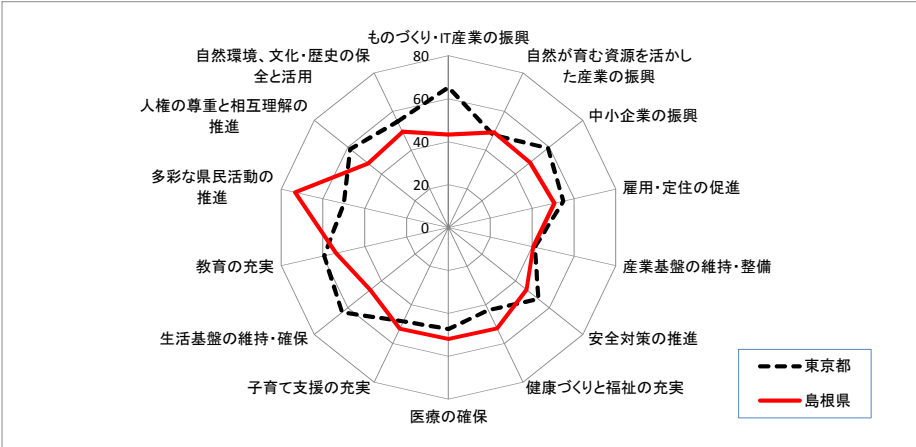 ものづくり・IT産業の振興
自然が育む資源を活かし
た産業の振興
中小企業の振興
雇用・定住の促進
産業基盤の維持・整備
安全対策の推進
健康づくりと福祉の充実
医療の確保
子育て支援の充実
生活基盤の維持・確保
教育の充実
多彩な県民活動の
推進
人権の尊重と相互理解の
推進
自然環境、文化・歴史の保
全と活用
80
60
40
20
0
東京都
島根県